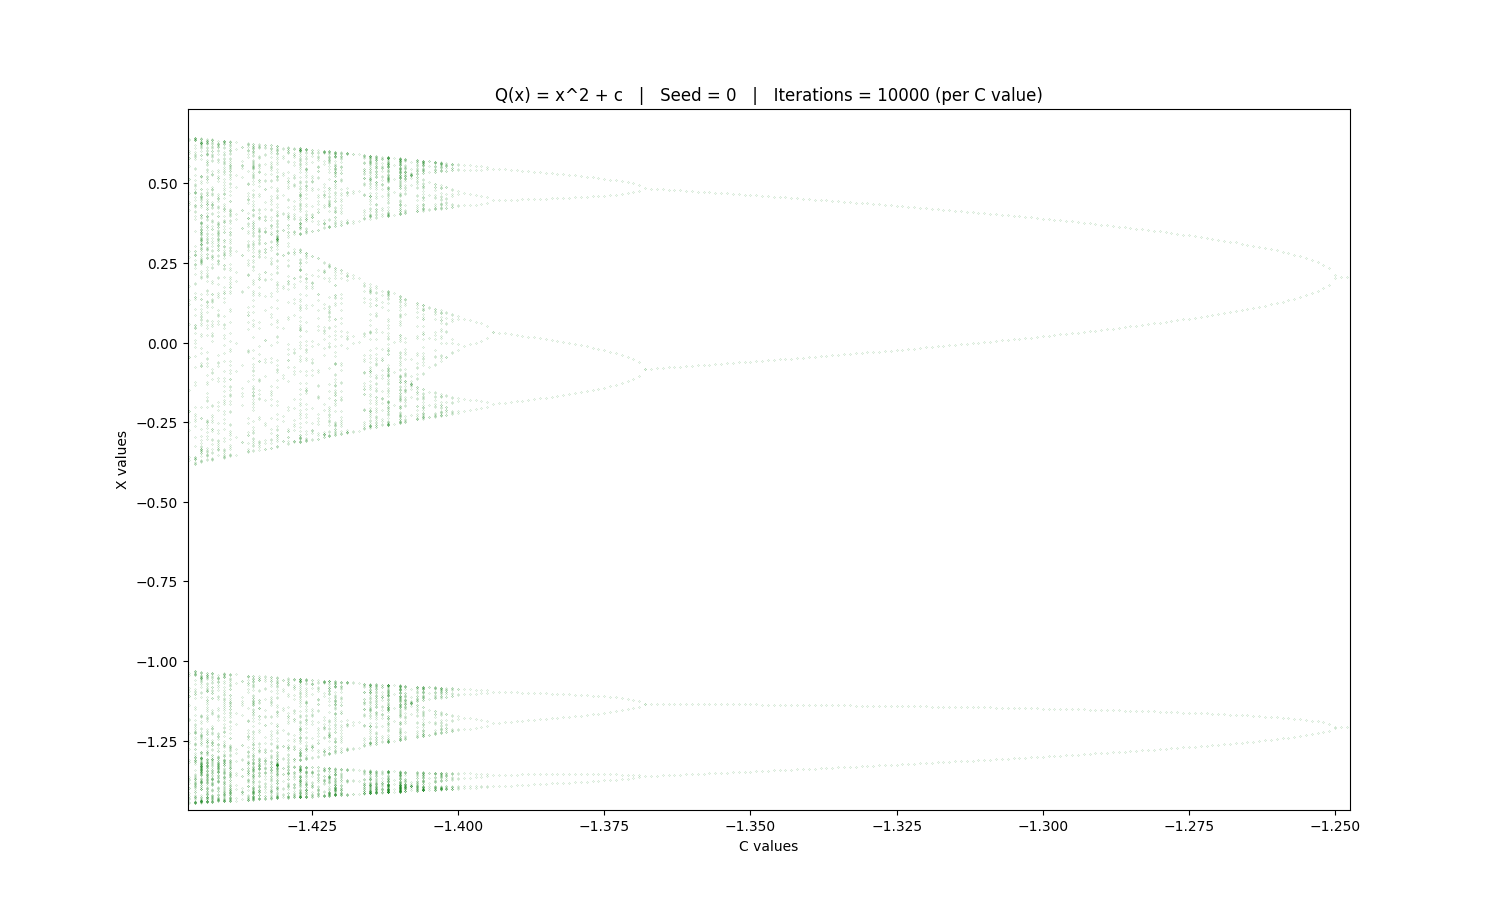 Q(x) = x^2 + c   |   Seed = 0   |   Iterations = 10000 (per C value)
0.50
0.25
0.00
−0.25
−0.50
−0.75
−1.00
−1.25
X values
−1.425 −1.400 −1.375 −1.350 −1.325 −1.300 −1.275 −1.250
C values